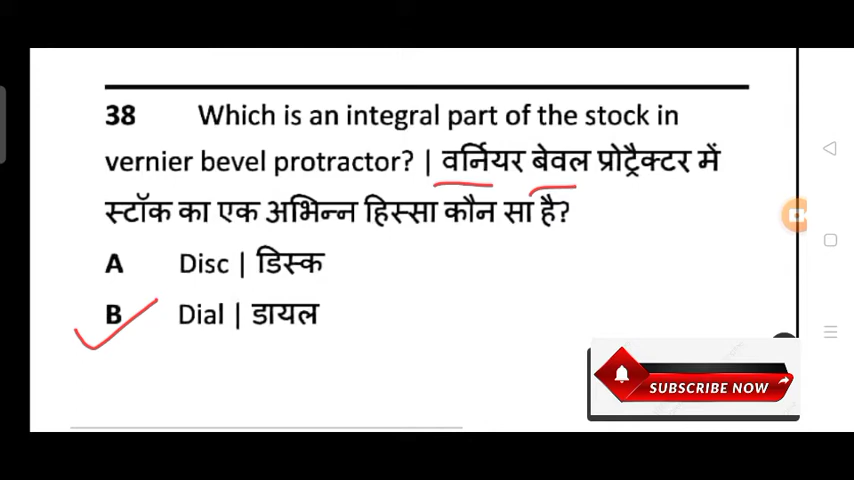 38 Which is an integral part of the stock in
vernier bevel protractor? | वर्नियर बेवल प्रोट्रैक्टर में
स्टॉक का एक अभिन्न हिस्सा कौन सा है?
A Disc | डिस्क
B Dial | डायल
SUBSCRIBE NOW